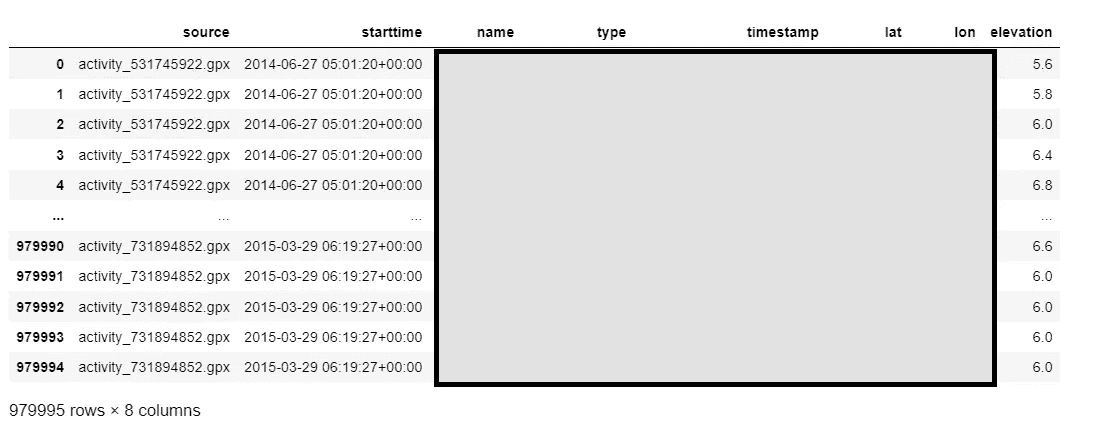 source starttime name type timestamp lat lon elevation
0 activity_531745922.gpx 2014-06-27 05:01:20+00:00 5.6
1 activity_531745922.gpx 2014-06-27 05:01:20+00:00 5.8
2 activity_531745922.gpx 2014-06-27 05:01:20+00:00 6.0
3 activity_531745922.gpx 2014-06-27 05:01:20+00:00 6.4
4 activity_531745922.gpx 2014-06-27 05:01:20+00:00 6.8
... ... ... ...
979990 activity_731894852.gpx 2015-03-29 06:19:27+00:00 6.6
979991 activity_731894852.gpx 2015-03-29 06:19:27+00:00 6.0
979992 activity_731894852.gpx 2015-03-29 06:19:27+00:00 6.0
979993 activity_731894852.gpx 2015-03-29 06:19:27+00:00 6.0
979994 activity_731894852.gpx 2015-03-29 06:19:27+00:00 6.0
979995 rows × 8 columns